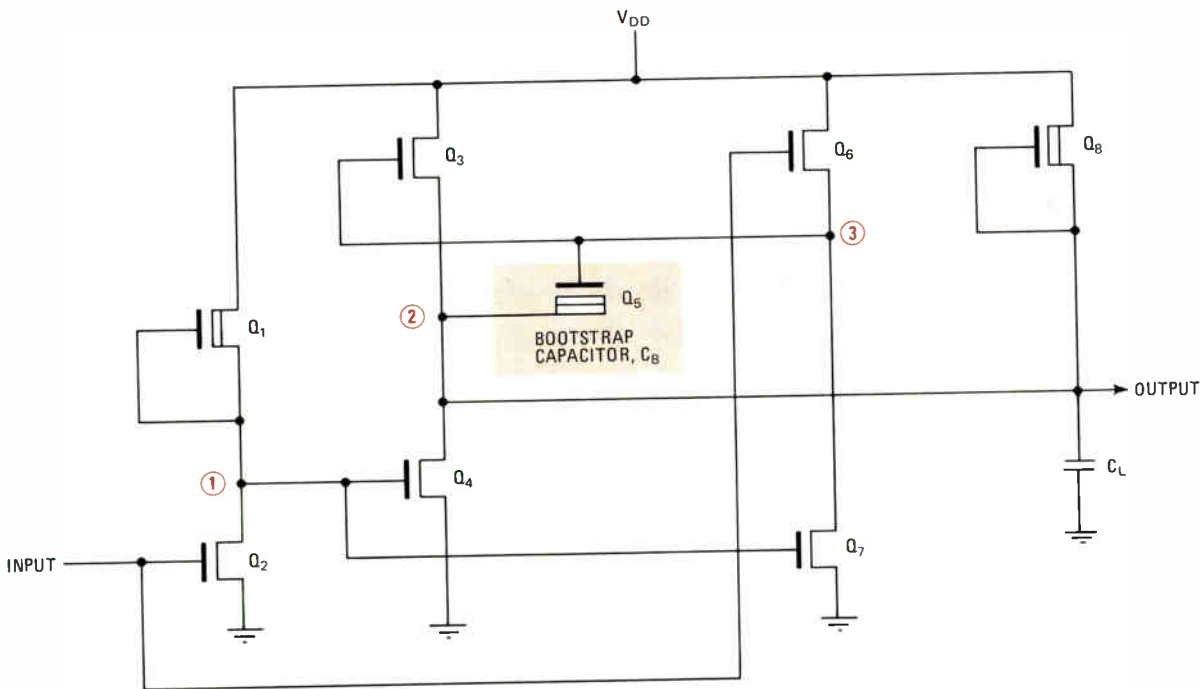 VDD
Q3
Q6
Q8
③
Q5
②
Q1
BOOTSTRAP
CAPACITOR, CB
OUTPUT
CL
①
Q4
Q7
INPUT
Q2